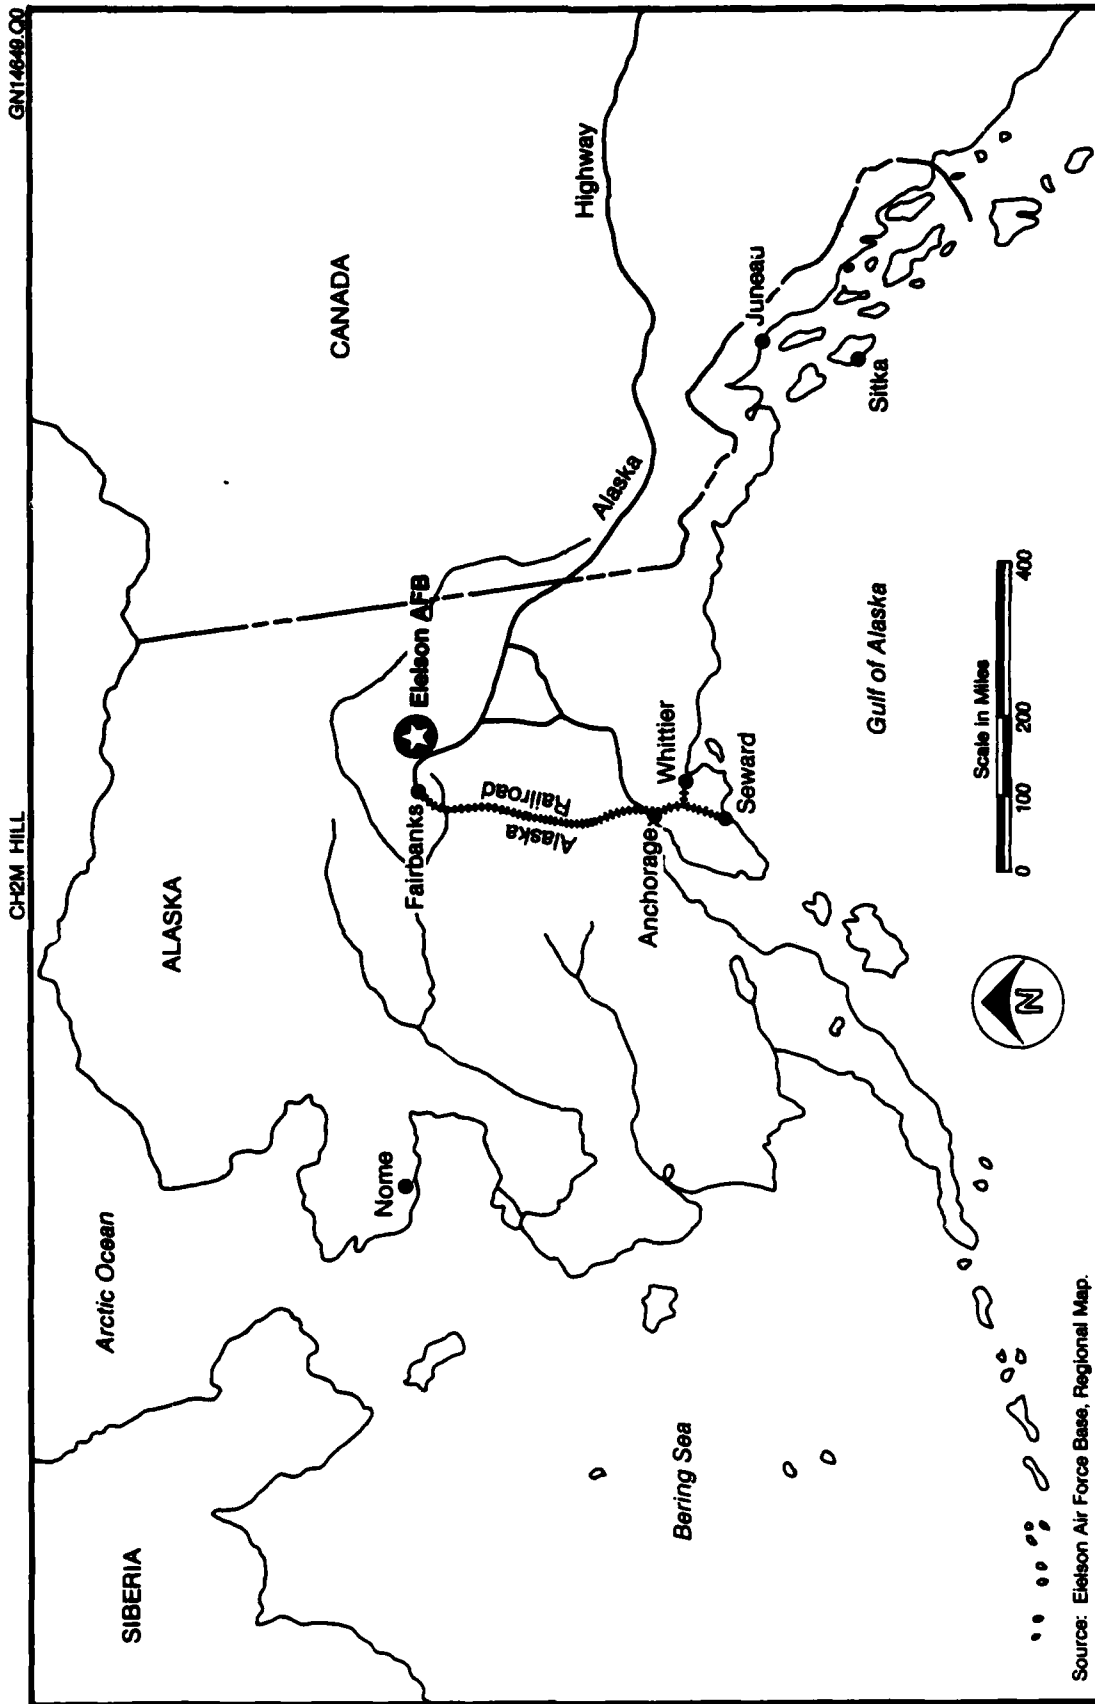 CH2M HILL
GN14649.Q0
SIBERIA
Arctic Ocean
ALASKA
CANADA
Nome
Fairbanks
Eielson AFB
Alaska
Railroad
Alaska
Highway
Anchorage
Whittier
Seward
Juneau
Sitka
Bering Sea
Gulf of Alaska
N
Scale in Miles
0 100 200 400
Source: Eielson Air Force Base, Regional Map.